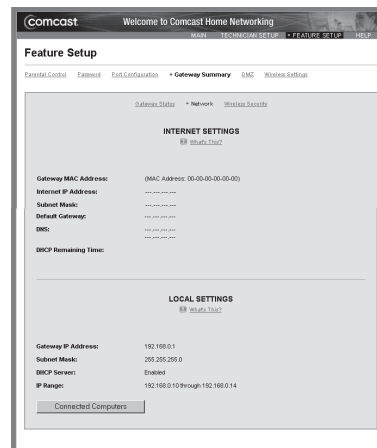 Comcast
Welcome to Comcast Home Networking
MAIN TECHNICIAN SETUP • FEATURE SETUP HELP
Feature Setup
Parental Control Password Port Configuration • Gateway Summary DMZ Wireless Settings
Gateway Status • Network Wireless Security
INTERNET SETTINGS
What's This?
Gateway MAC Address: (MAC Address: 00-00-00-00-00-00)
Internet IP Address: ---.---.---.---
Subnet Mask: ---.---.---.---
Default Gateway: ---.---.---.---
DNS: ---.---.---.---
---.---.---.---
DHCP Remaining Time:
LOCAL SETTINGS
What's This?
Gateway IP Address: 192.168.0.1
Subnet Mask: 255.255.255.0
DHCP Server: Enabled
IP Range: 192.168.0.10 through 192.168.0.14
Connected Computers